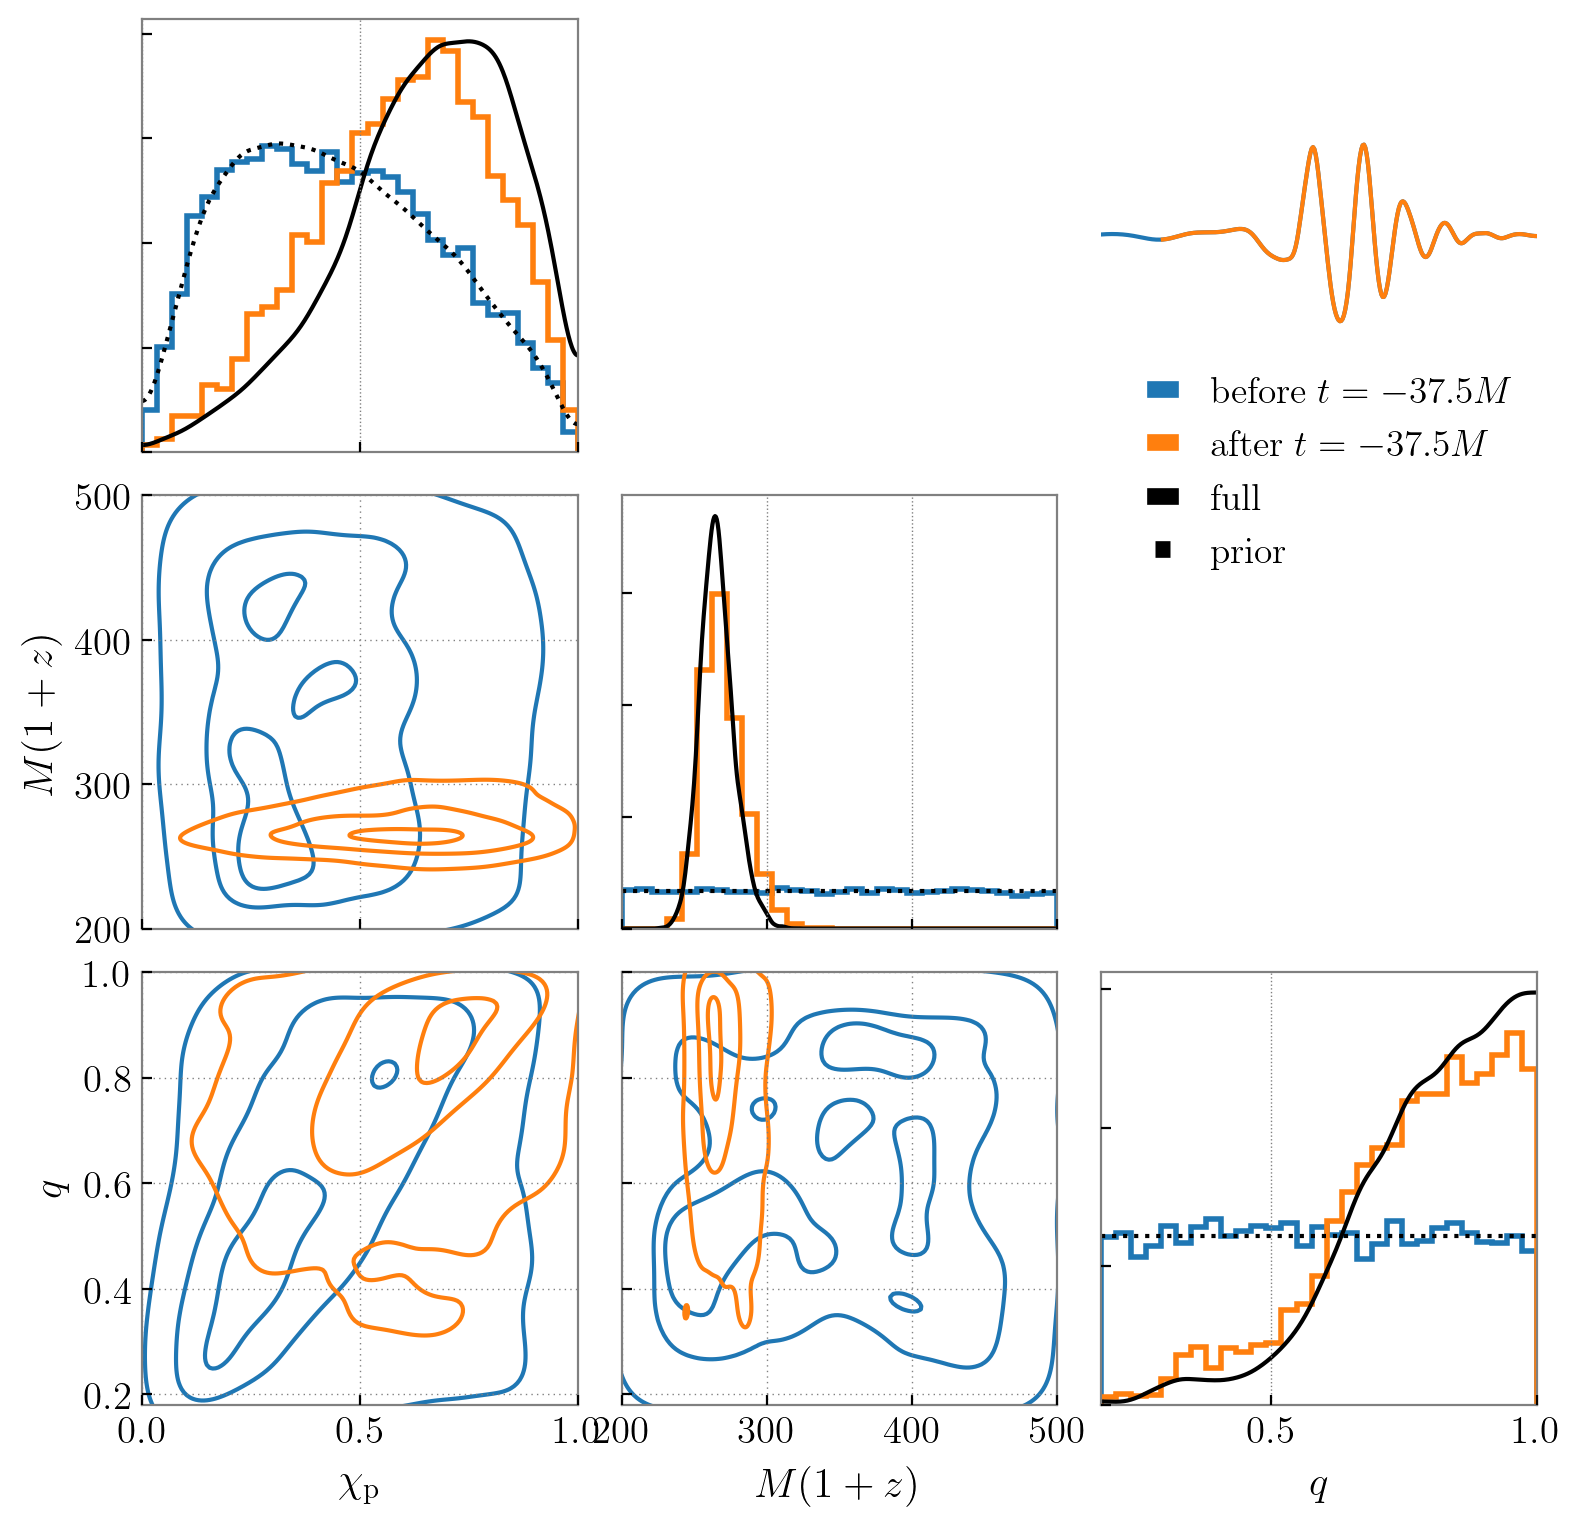 before t = −37.5M
after t = −37.5M
full
prior
500
400
300
200
M(1 + z)
1.0
0.8
0.6
0.4
0.2
q
0.0 0.5 1.0
200 300 400 500
0.5 1.0
χp
M(1 + z)
q